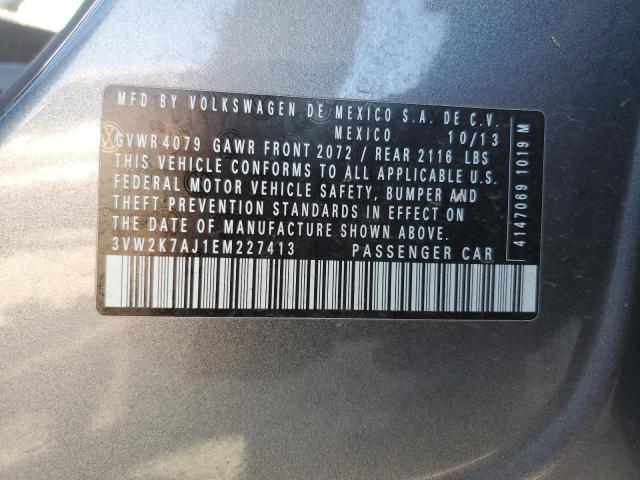 MFD BY VOLKSWAGEN DE MEXICO S.A. DE C.V.
MEXICO 10/13
GVWR 4079 GAWR FRONT 2072 / REAR 2116 LBS
THIS VEHICLE CONFORMS TO ALL APPLICABLE U.S.
FEDERAL MOTOR VEHICLE SAFETY, BUMPER AND
THEFT PREVENTION STANDARDS IN EFFECT ON
THE DATE OF MANUFACTURE SHOWN ABOVE.
3VW2K7AJ1EM227413 PASSENGER CAR
4147069 1019 M